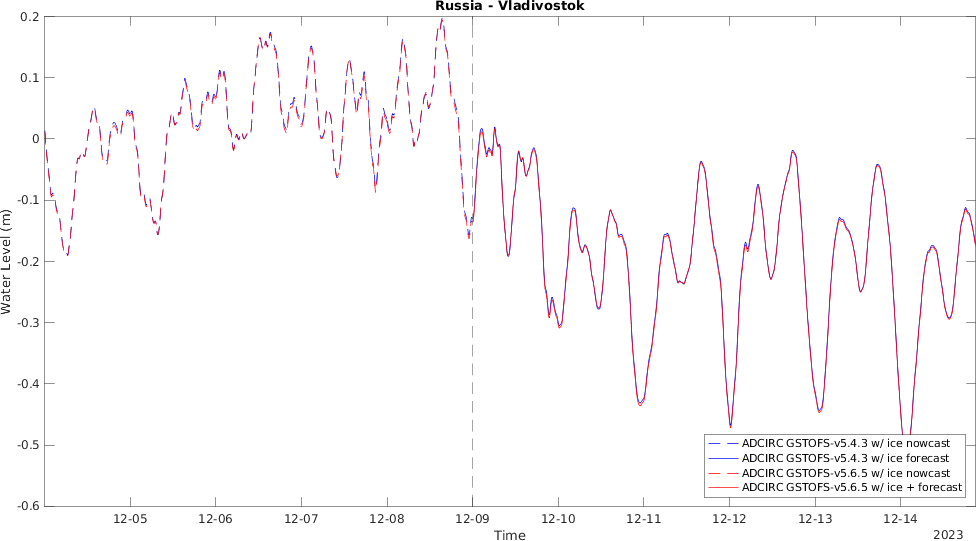 Russia - Vladivostok
0.2
0.1
0
-0.1
-0.2
-0.3
-0.4
-0.5
-0.6
Water Level (m)
ADCIRC GSTOFS-v5.4.3 w/ ice nowcast
ADCIRC GSTOFS-v5.4.3 w/ ice forecast
ADCIRC GSTOFS-v5.6.5 w/ ice nowcast
ADCIRC GSTOFS-v5.6.5 w/ ice + forecast
12-05 12-06 12-07 12-08 12-09 12-10 12-11 12-12 12-13 12-14
Time
2023